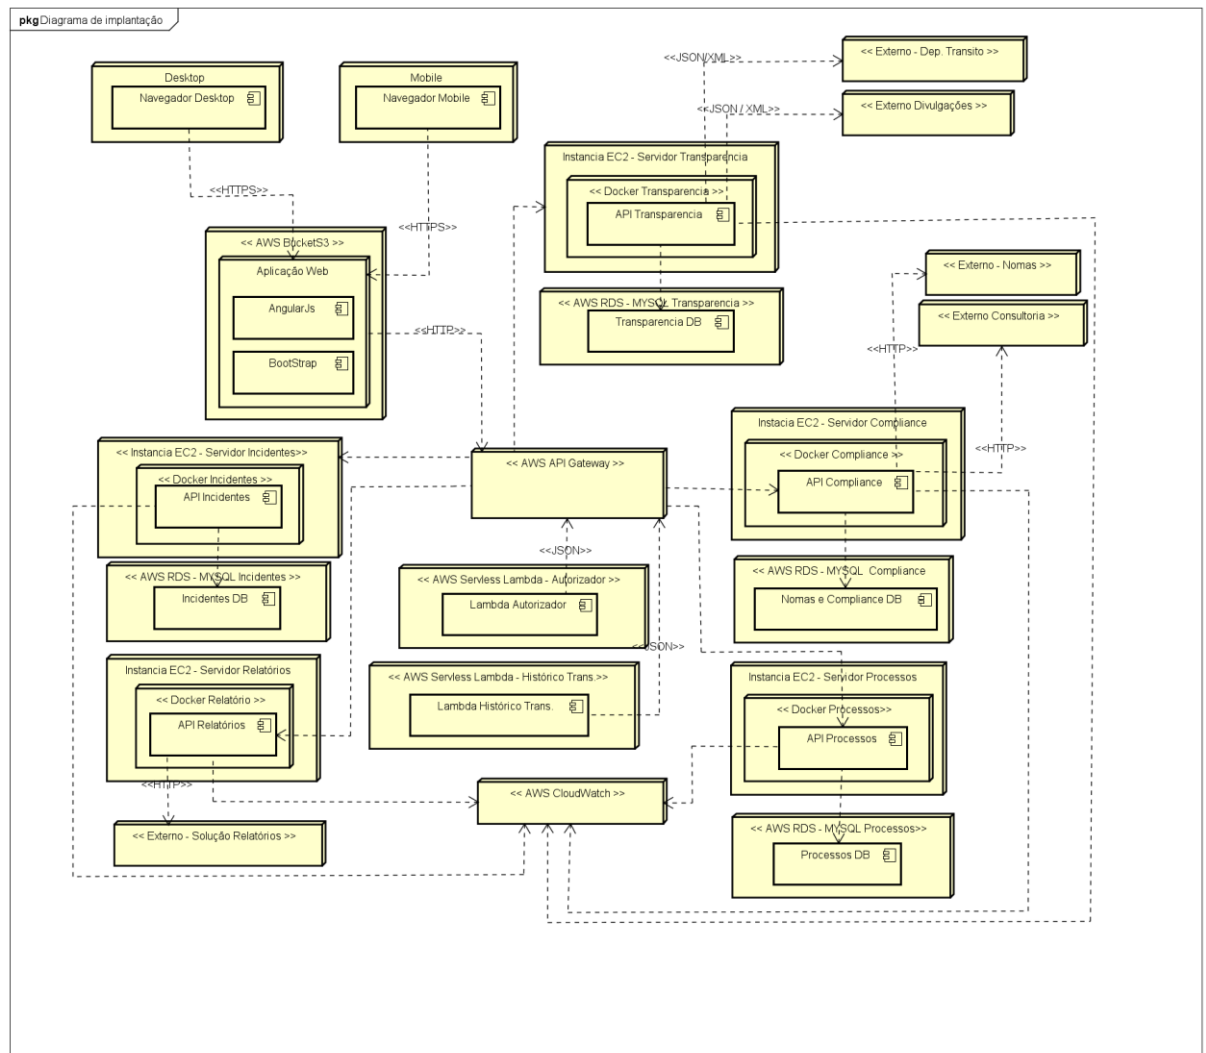 pkg Diagrama de implantação
Desktop
Navegador Desktop
Mobile
Navegador Mobile
<<JSON/XML>>
<< Externo - Dep. Transito >>
<<JSON / XML>>
<< Externo Divulgações >>
Instancia EC2 - Servidor Transparencia
<< Docker Transparencia >>
API Transparencia
<<HTTPS>>
<<HTTPS>>
<< AWS BucketS3 >>
Aplicação Web
AngularJs
BootStrap
<<HTTP>>
<< AWS RDS - MYSQL Transparencia >>
Transparencia DB
<< Externo - Nomas >>
<< Externo Consultoria >>
<<HTTP>>
Instacia EC2 - Servidor Compliance
<< Docker Compliance >>
API Compliance
<<HTTP>>
<< Instancia EC2 - Servidor Incidentes>>
<< Docker Incidentes >>
API Incidentes
<< AWS API Gateway >>
<<JSON>>
<< AWS RDS - MYSQL Incidentes >>
Incidentes DB
<< AWS Servless Lambda - Autorizador >>
Lambda Autorizador
<<JSON>>
<< AWS RDS - MYSQL  Compliance
Nomas e Compliance DB
Instancia EC2 - Servidor Relatórios
<< Docker Relatório >>
API Relatórios
<<HTTP>>
<< AWS Servless Lambda - Histórico Trans.>>
Lambda Histórico Trans.
Instancia EC2 - Servidor Processos
<< Docker Processos>>
API Processos
<< AWS CloudWatch >>
<< Externo - Solução Relatórios >>
<< AWS RDS - MYSQL Processos>>
Processos DB